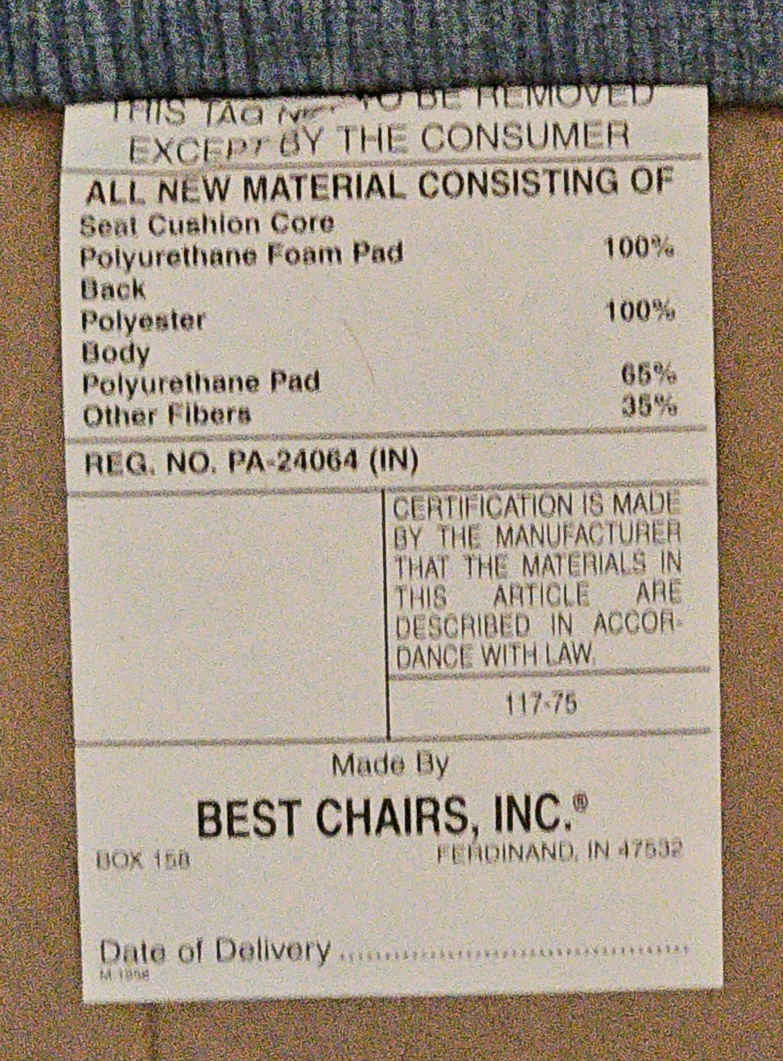 THIS TAG NOT TO BE REMOVED
EXCEPT BY THE CONSUMER
ALL NEW MATERIAL CONSISTING OF
Seat Cushion Core
Polyurethane Foam Pad 100%
Back
Polyester 100%
Body
Polyurethane Pad 65%
Other Fibers 35%
REG. NO. PA-24064 (IN)
CERTIFICATION IS MADE
BY THE MANUFACTURER
THAT THE MATERIALS IN
THIS ARTICLE ARE
DESCRIBED IN ACCOR-
DANCE WITH LAW.
117-75
Made By
BEST CHAIRS, INC.®
BOX 158 FERDINAND, IN 47532
Date of Delivery